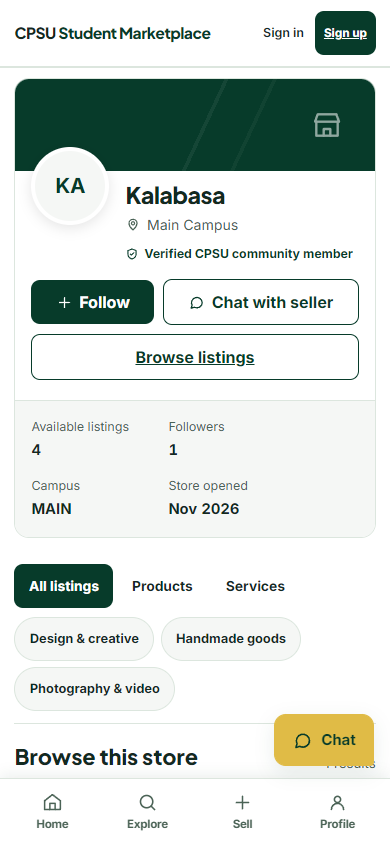 CPSU Student Marketplace
Sign in
Sign up
KA
Kalabasa
Main Campus
Verified CPSU community member
Follow
Chat with seller
Browse listings
Available listings
Followers
4
1
Campus
Store opened
MAIN
Nov 2026
All listings
Products
Services
Design & creative
Handmade goods
Photography & video
Browse this store
Chat
Home
Explore
Sell
Profile